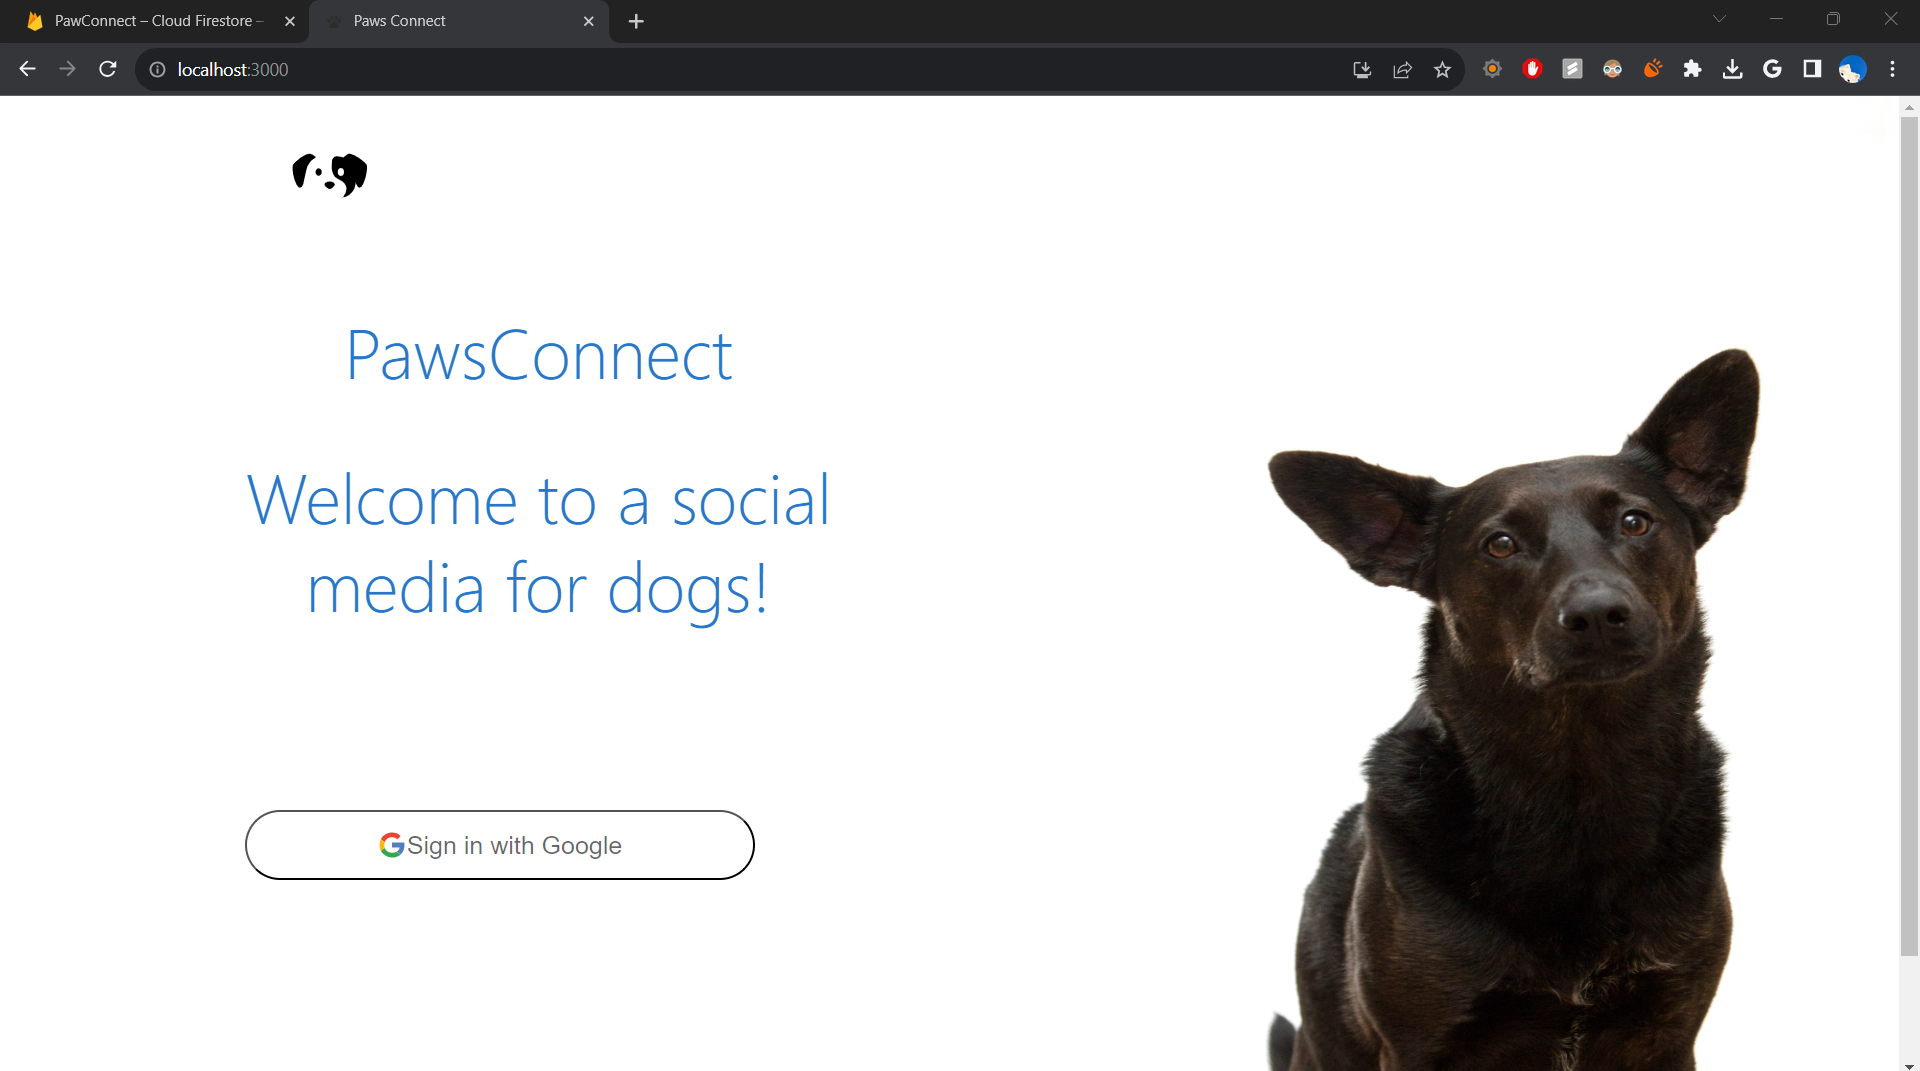 PawConnect – Cloud Firestore –
Paws Connect
localhost:3000
PawsConnect
Welcome to a social
media for dogs!
Sign in with Google